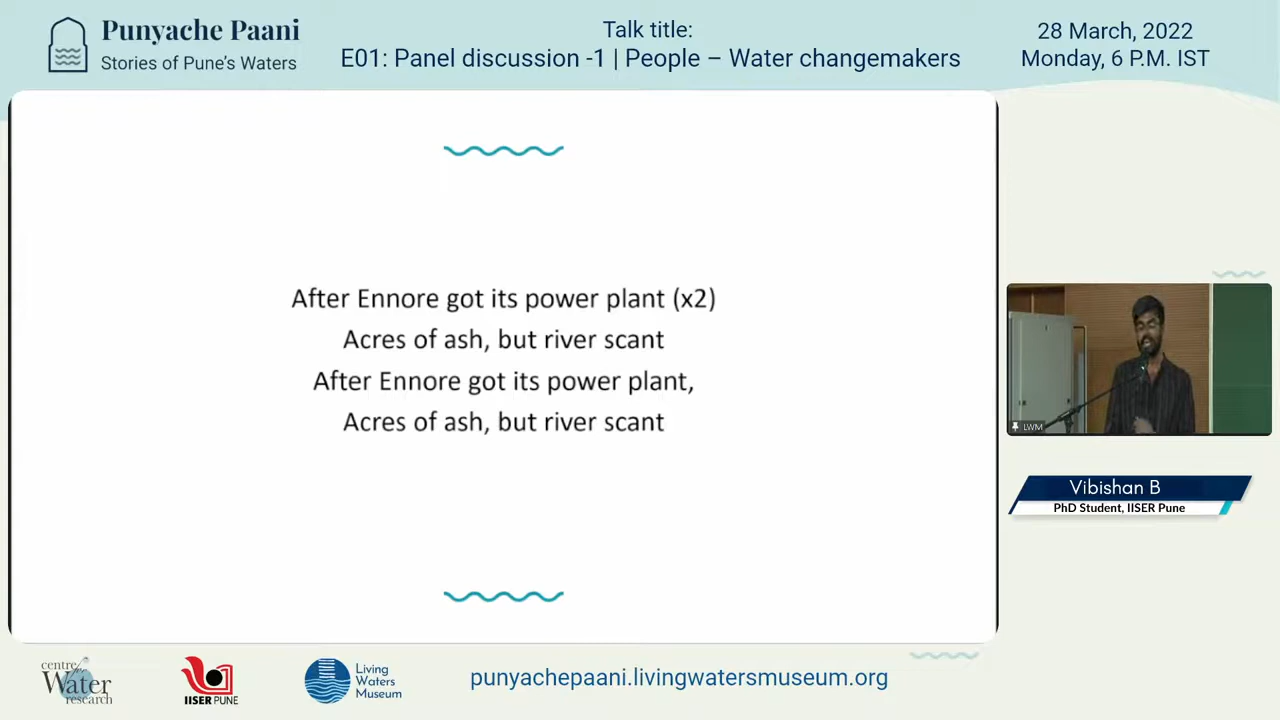 Punyache Paani
Stories of Pune's Waters
Talk title:
E01: Panel discussion -1 | People – Water changemakers
28 March, 2022
Monday, 6 P.M. IST
After Ennore got its power plant (x2)
Acres of ash, but river scant
After Ennore got its power plant,
Acres of ash, but river scant
LWM
Vibishan B
PhD Student, IISER Pune
centre for
Water
research
IISER PUNE
Living
Waters
Museum
punyachepaani.livingwatersmuseum.org